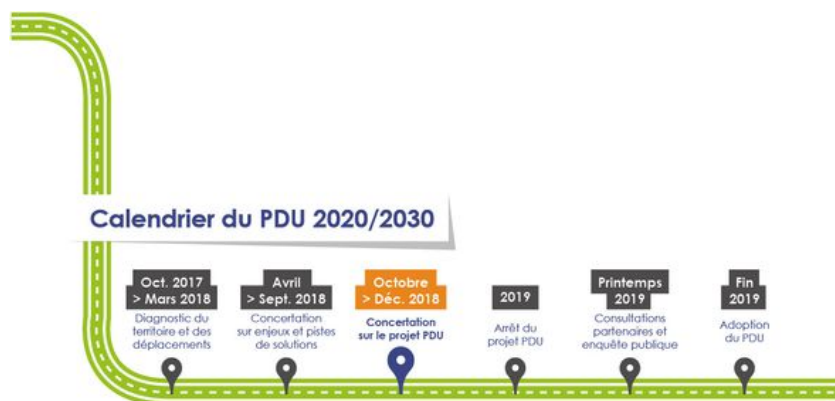 Calendrier du PDU 2020/2030
Oct. 2017
> Mars 2018
Diagnostic du
territoire et des
déplacements
Avril
> Sept. 2018
Concertation
sur enjeux et pistes
de solutions
Octobre
> Déc. 2018
Concertation
sur le projet PDU
2019
Arrêt du
projet PDU
Printemps
2019
Consultations
partenaires et
enquête publique
Fin
2019
Adoption
du PDU